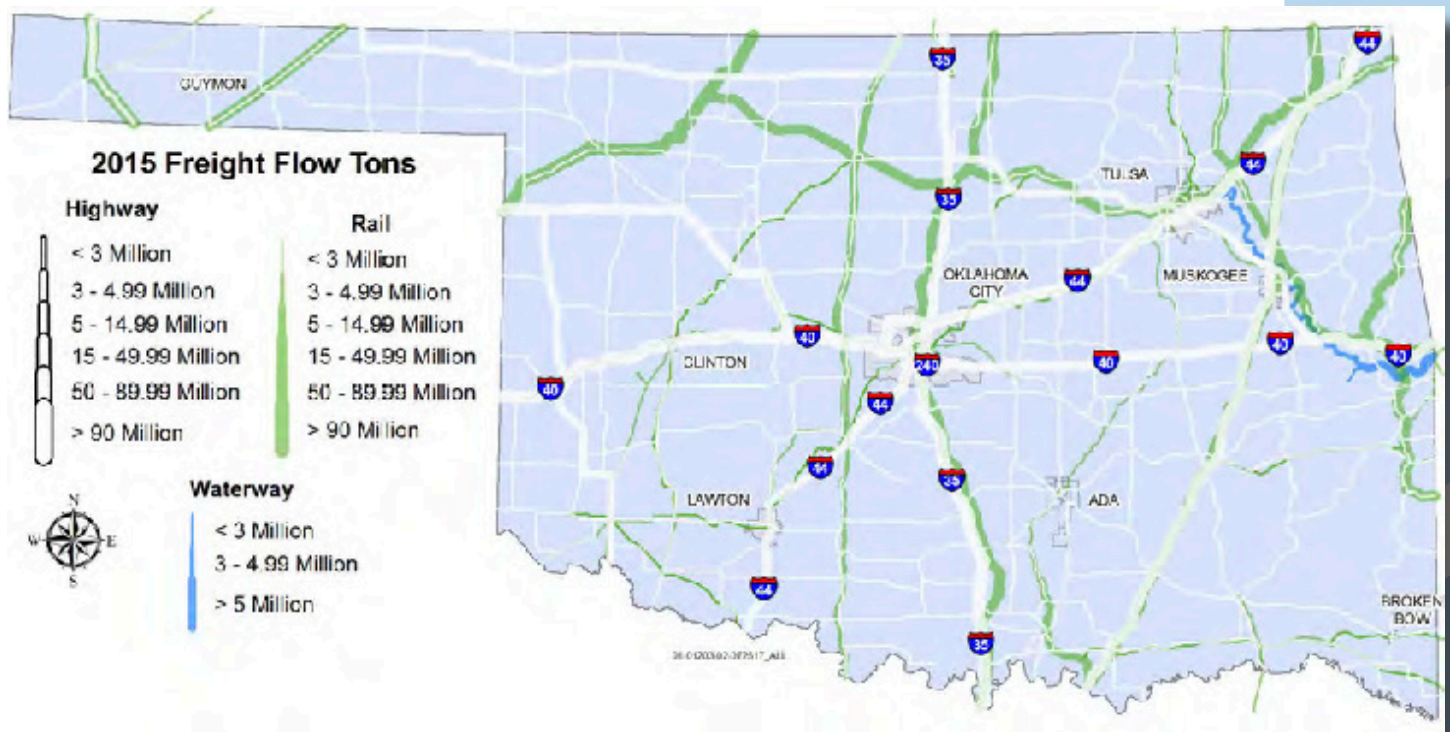 2015 Freight Flow Tons
Highway
< 3 Million
3 - 4.99 Million
5 - 14.99 Million
15 - 49.99 Million
50 - 89.99 Million
> 90 Million
Rail
< 3 Million
3 - 4.99 Million
5 - 14.99 Million
15 - 49.99 Million
50 - 89.99 Million
> 90 Million
Waterway
< 3 Million
3 - 4.99 Million
> 5 Million
N
W E
S
GUYMON
35
44
TULSA
44
35
OKLAHOMA
CITY
44
MUSKOGEE
CLINTON
40
240
40
40
40
40
44
LAWTON
44
35
ADA
44
35
BROKEN
BOW